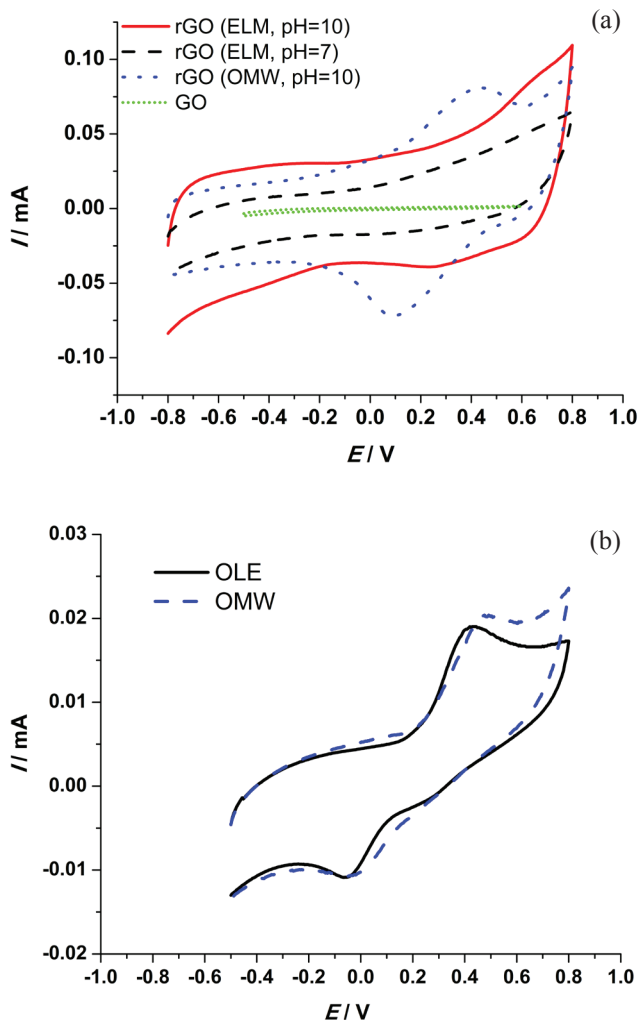 (a)
rGO (ELM, pH=10)
rGO (ELM, pH=7)
rGO (OMW, pH=10)
GO
0.10
0.05
0.00
-0.05
-0.10
I / mA
-1.0 -0.8 -0.6 -0.4 -0.2 0.0 0.2 0.4 0.6 0.8 1.0
E / V
(b)
OLE
OMW
0.03
0.02
0.01
0.00
-0.01
-0.02
I / mA
-1.0 -0.8 -0.6 -0.4 -0.2 0.0 0.2 0.4 0.6 0.8 1.0
E / V